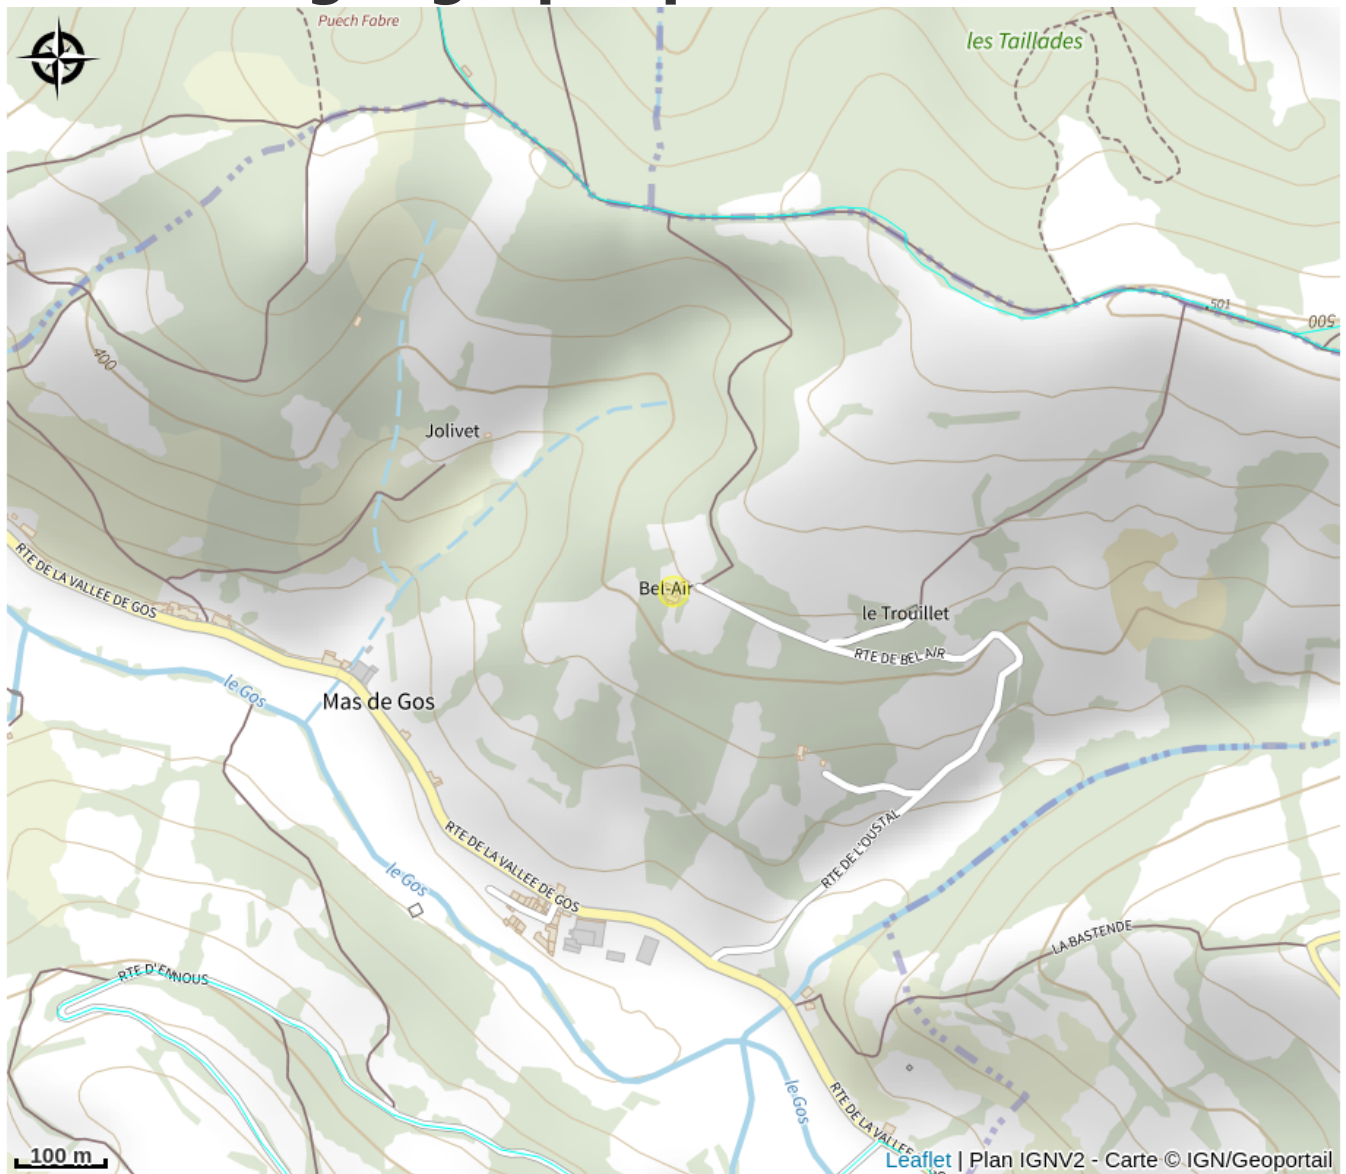 Puech Fabre
les Taillades
501
500
400
Jolivet
RTE DE LA VALLEE DE GOS
Bel-Air
le Trouillet
RTE DE BEL AIR
le Gos
Mas de Gos
RTE DE L'OUSTAL
RTE DE LA VALLEE DE GOS
le Gos
LA BASTENDE
RTE D'ENNOUS
le Gos
RTE DE LA VALLEE
100 m
Leaflet | Plan IGNV2 - Carte © IGN/Geoportail